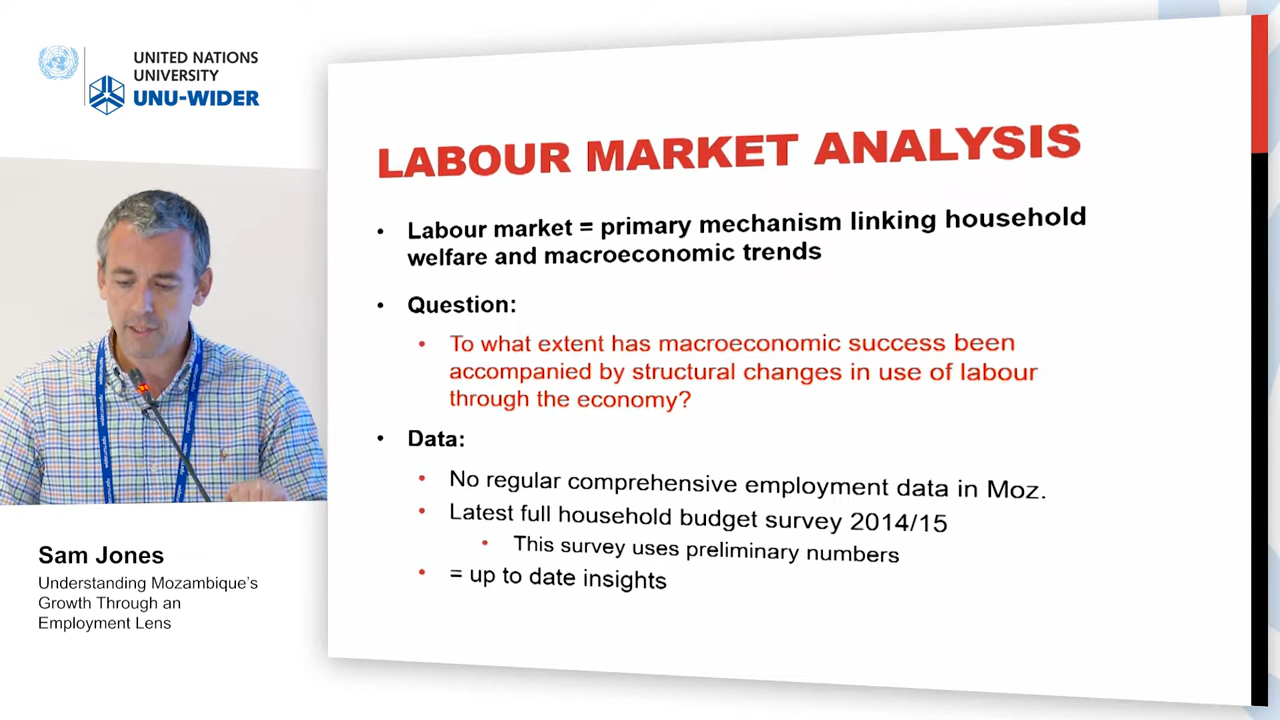 UNITED NATIONS
UNIVERSITY
UNU-WIDER
LABOUR MARKET ANALYSIS
• Labour market = primary mechanism linking household
welfare and macroeconomic trends
• Question:
• To what extent has macroeconomic success been
accompanied by structural changes in use of labour
through the economy?
• Data:
• No regular comprehensive employment data in Moz.
• Latest full household budget survey 2014/15
• This survey uses preliminary numbers
• = up to date insights
Sam Jones
Understanding Mozambique's
Growth Through an
Employment Lens